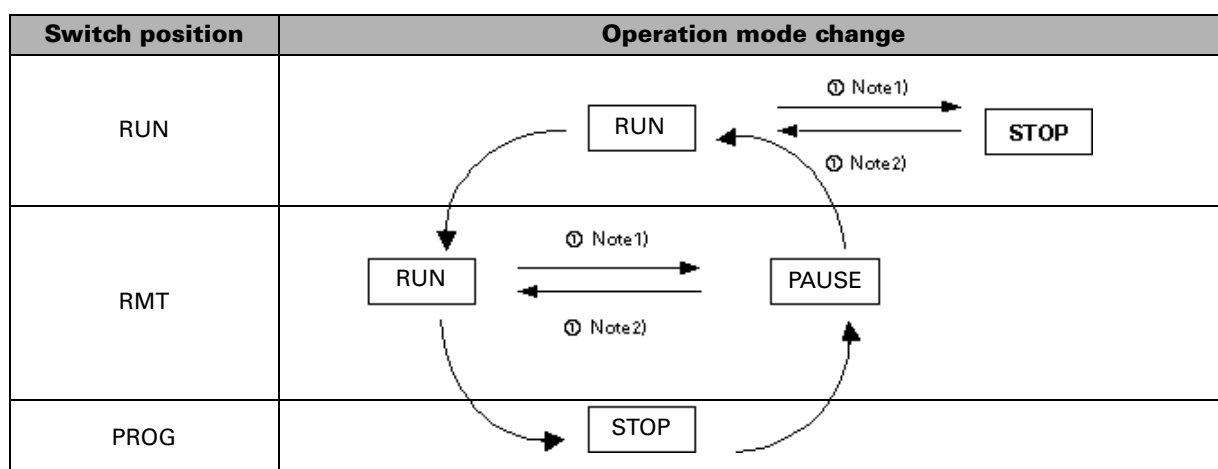 Switch position
Operation mode change
RUN
RUN
① Note1)
① Note2)
STOP
RMT
RUN
① Note1)
① Note2)
PAUSE
PROG
STOP